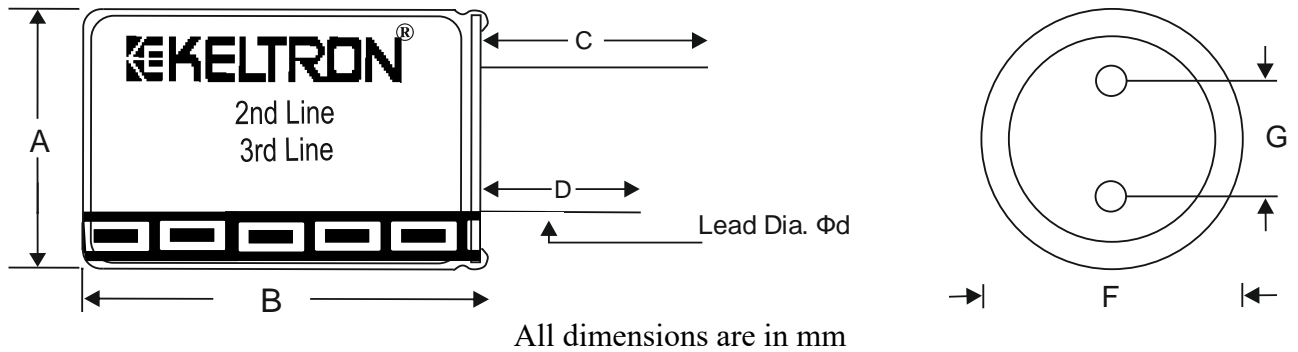 KELTRON®
2nd Line
3rd Line
A
B
C
D
Lead Dia. Φd
G
F
All dimensions are in mm